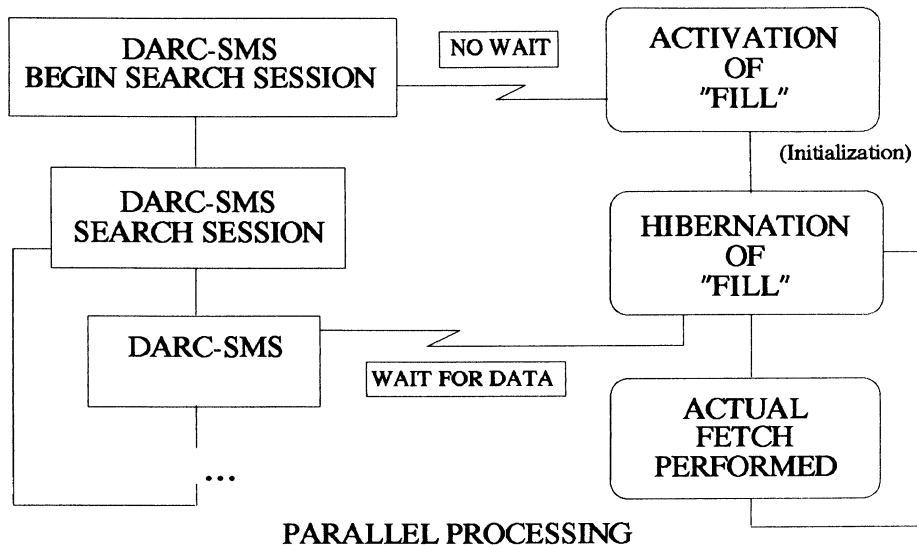 DARC-SMS
BEGIN SEARCH SESSION
NO WAIT
ACTIVATION
OF
"FILL"
(Initialization)
DARC-SMS
SEARCH SESSION
HIBERNATION
OF
"FILL"
DARC-SMS
WAIT FOR DATA
ACTUAL
FETCH
PERFORMED
...
PARALLEL PROCESSING